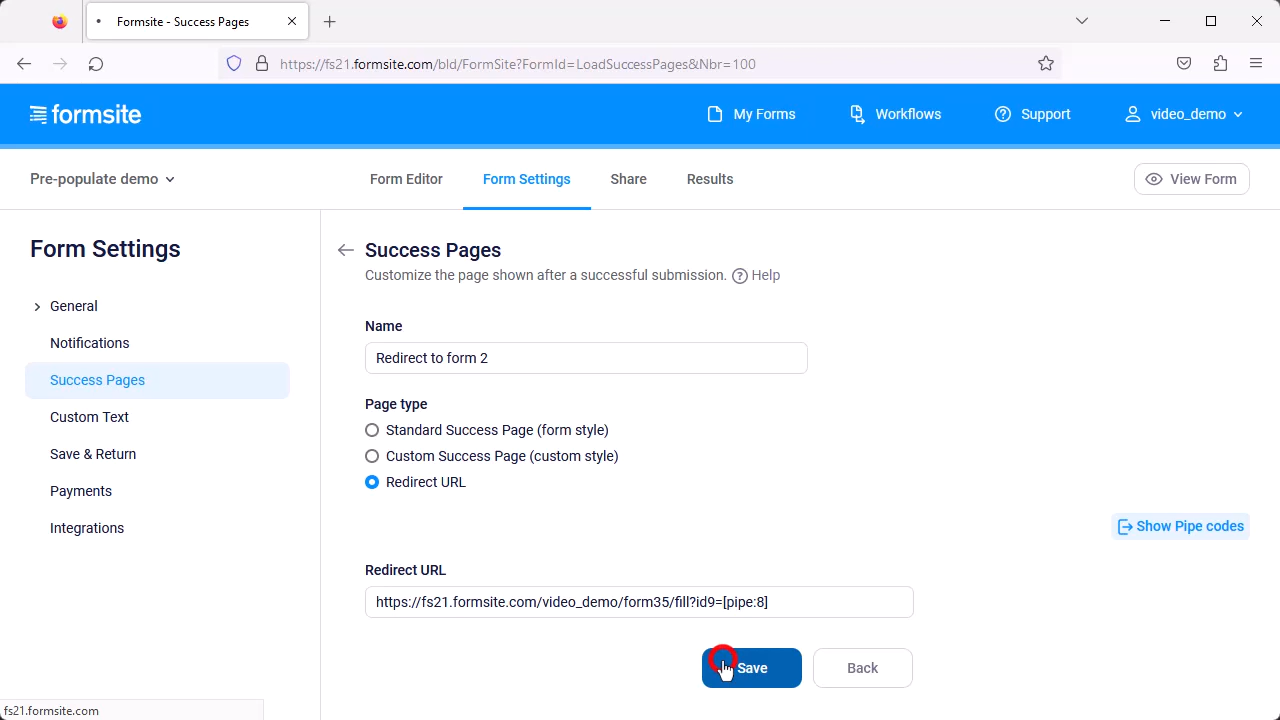 Formsite - Success Pages
https://fs21.formsite.com/bld/FormSite?FormId=LoadSuccessPages&Nbr=100
formsite
My Forms
Workflows
Support
video_demo
Pre-populate demo
Form Editor
Form Settings
Share
Results
View Form
Form Settings
General
Notifications
Success Pages
Custom Text
Save & Return
Payments
Integrations
Success Pages
Customize the page shown after a successful submission. ? Help
Name
Redirect to form 2
Page type
Standard Success Page (form style)
Custom Success Page (custom style)
Redirect URL
Show Pipe codes
Redirect URL
https://fs21.formsite.com/video_demo/form35/fill?id9=[pipe:8]
Save
Back
fs21.formsite.com